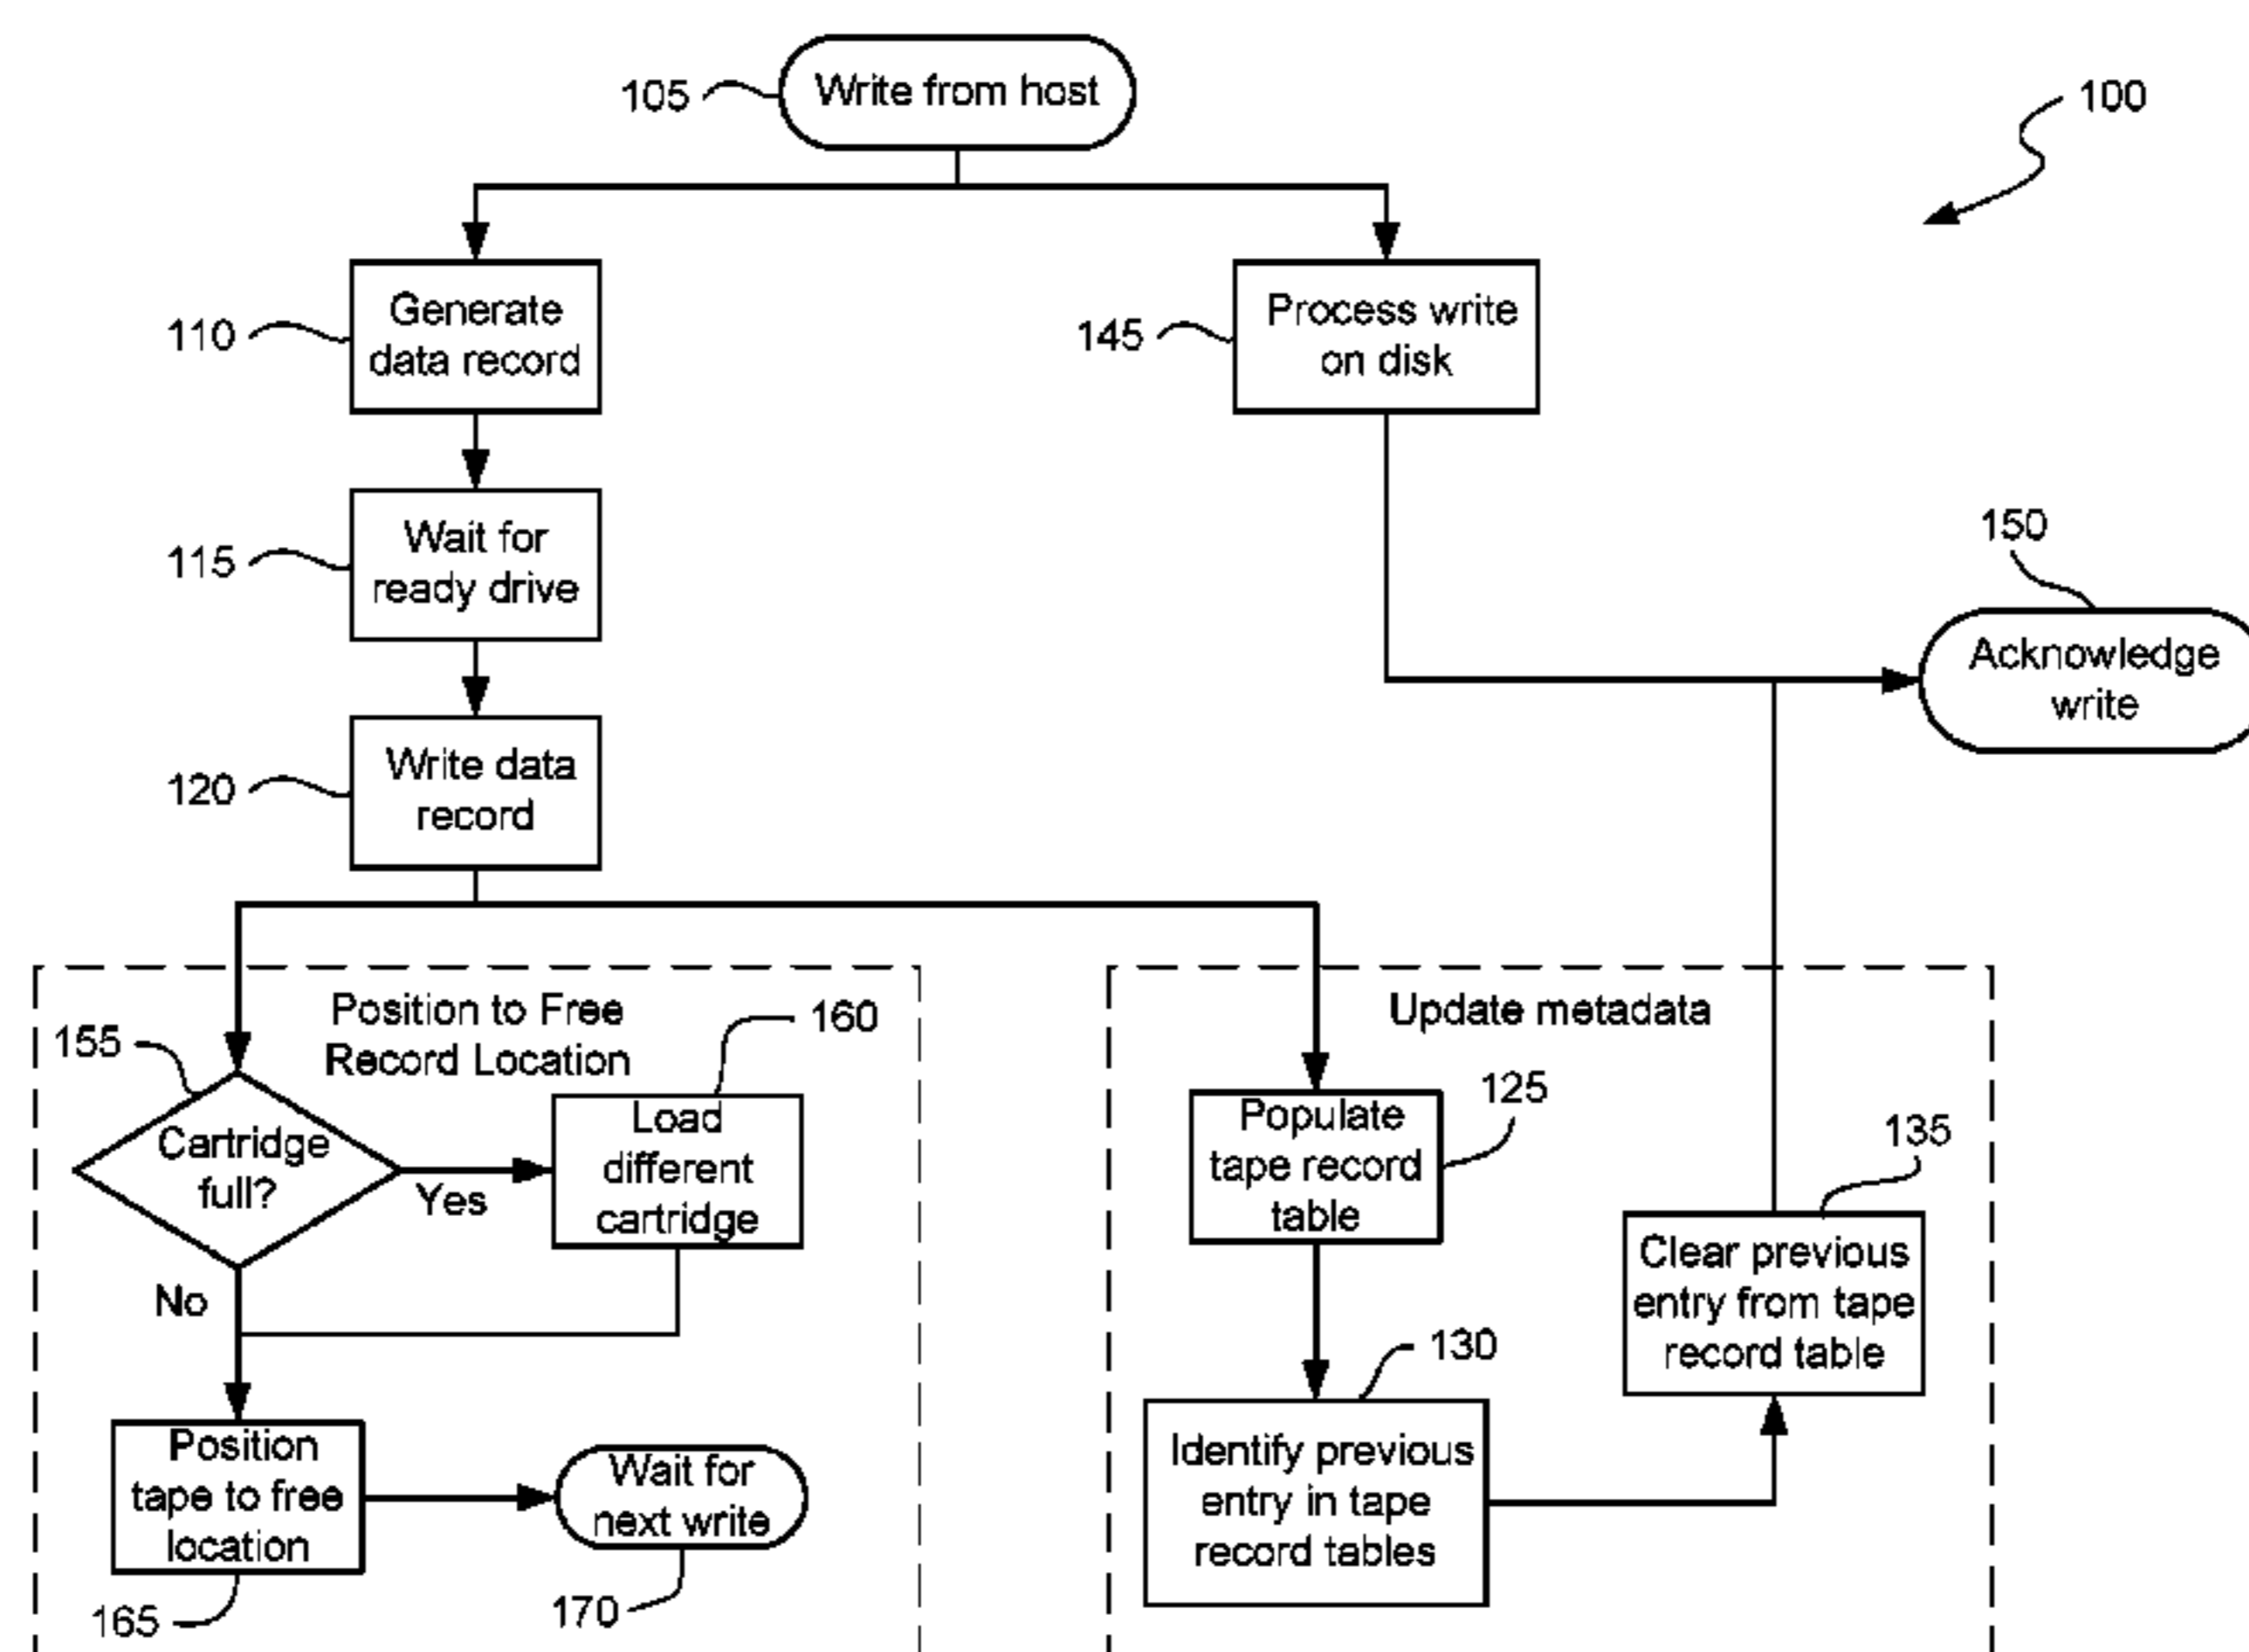 105
Write from host
100
110
Generate
data record
145
Process write
on disk
115
Wait for
ready drive
150
Acknowledge
write
120
Write data
record
Position to Free
Record Location
155
Cartridge
full?
Yes
No
160
Load
different
cartridge
Position
tape to free
location
165
Wait for
next write
170
Update metadata
Populate
tape record
table
125
130
Identify previous
entry in tape
record tables
135
Clear previous
entry from tape
record table